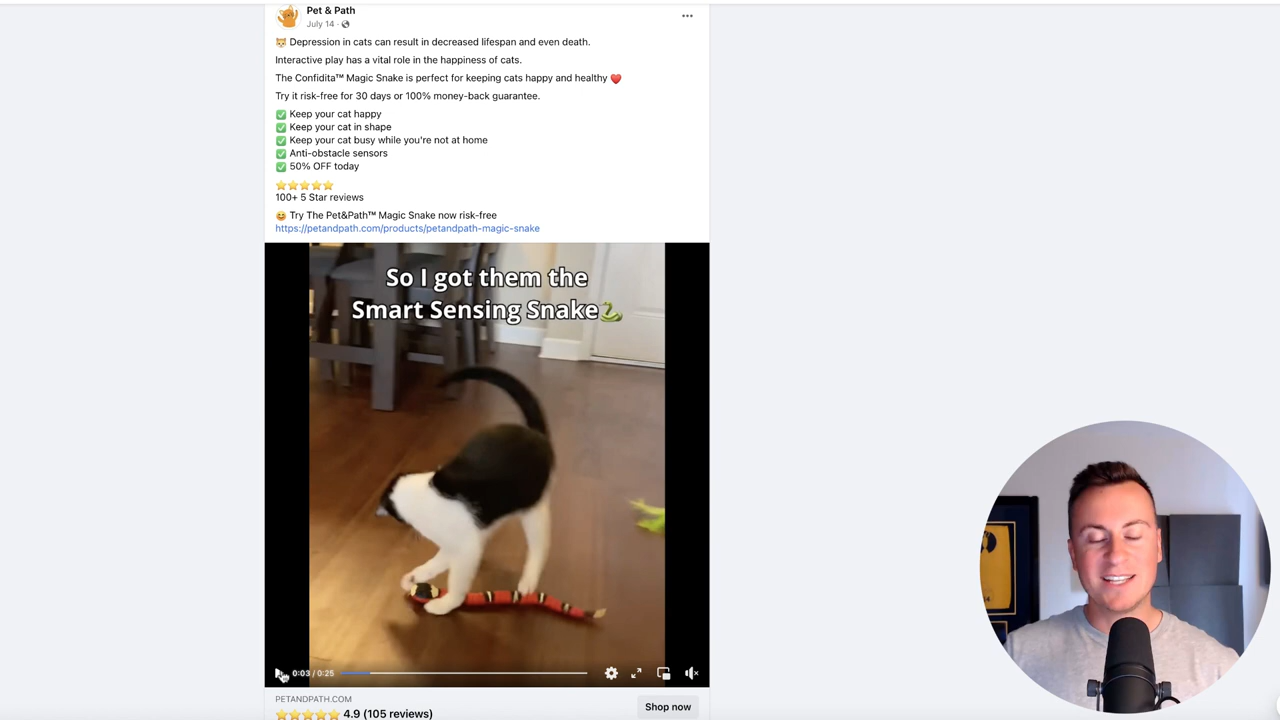 Pet & Path
July 14 ·
🐱 Depression in cats can result in decreased lifespan and even death.
Interactive play has a vital role in the happiness of cats.
The Confidita™ Magic Snake is perfect for keeping cats happy and healthy ❤️
Try it risk-free for 30 days or 100% money-back guarantee.
✅ Keep your cat happy
✅ Keep your cat in shape
✅ Keep your cat busy while you're not at home
✅ Anti-obstacle sensors
✅ 50% OFF today
⭐⭐⭐⭐⭐
100+ 5 Star reviews
😄 Try The Pet&Path™ Magic Snake now risk-free
https://petandpath.com/products/petandpath-magic-snake
So I got them the
Smart Sensing Snake🐍
0:03 / 0:25
PETANDPATH.COM
⭐⭐⭐⭐⭐ 4.9 (105 reviews)
Shop now